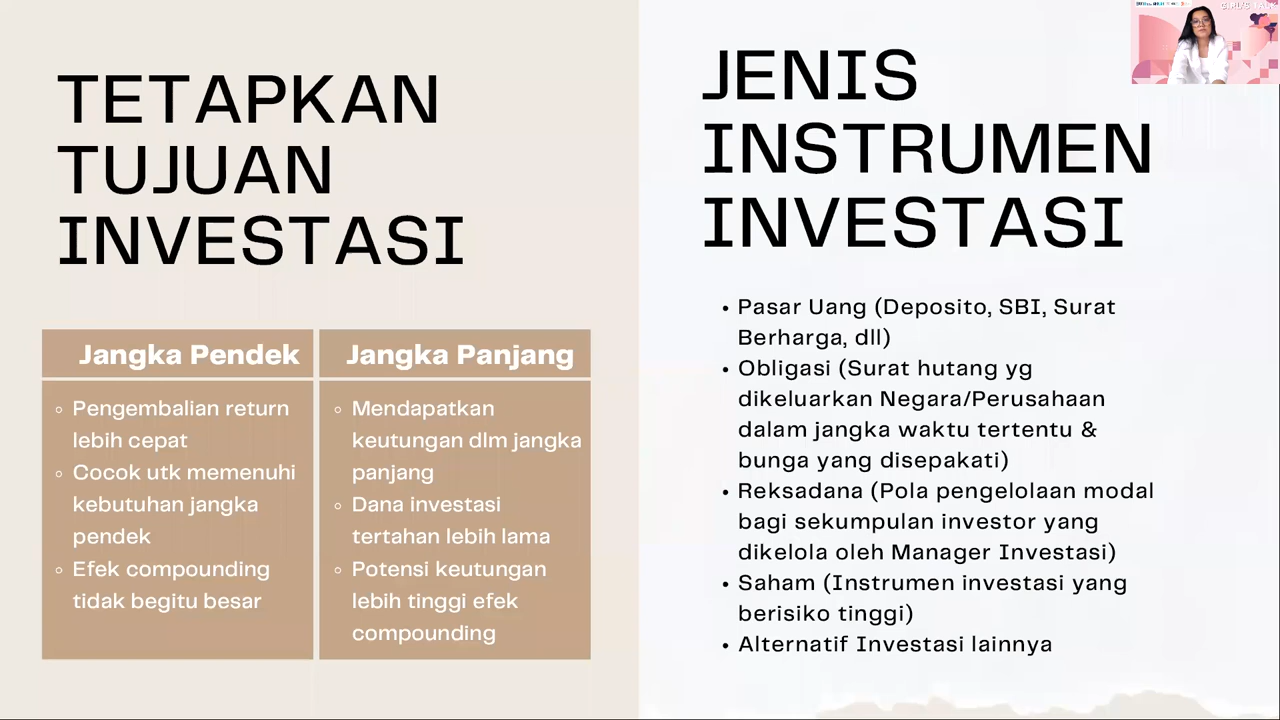 TETAPKAN
TUJUAN
INVESTASI
Jangka Pendek
Pengembalian return
lebih cepat
Cocok utk memenuhi
kebutuhan jangka
pendek
Efek compounding
tidak begitu besar
Jangka Panjang
Mendapatkan
keutungan dlm jangka
panjang
Dana investasi
tertahan lebih lama
Potensi keutungan
lebih tinggi efek
compounding
JENIS
INSTRUMEN
INVESTASI
Pasar Uang (Deposito, SBI, Surat
Berharga, dll)
Obligasi (Surat hutang yg
dikeluarkan Negara/Perusahaan
dalam jangka waktu tertentu &
bunga yang disepakati)
Reksadana (Pola pengelolaan modal
bagi sekumpulan investor yang
dikelola oleh Manager Investasi)
Saham (Instrumen investasi yang
berisiko tinggi)
Alternatif Investasi lainnya